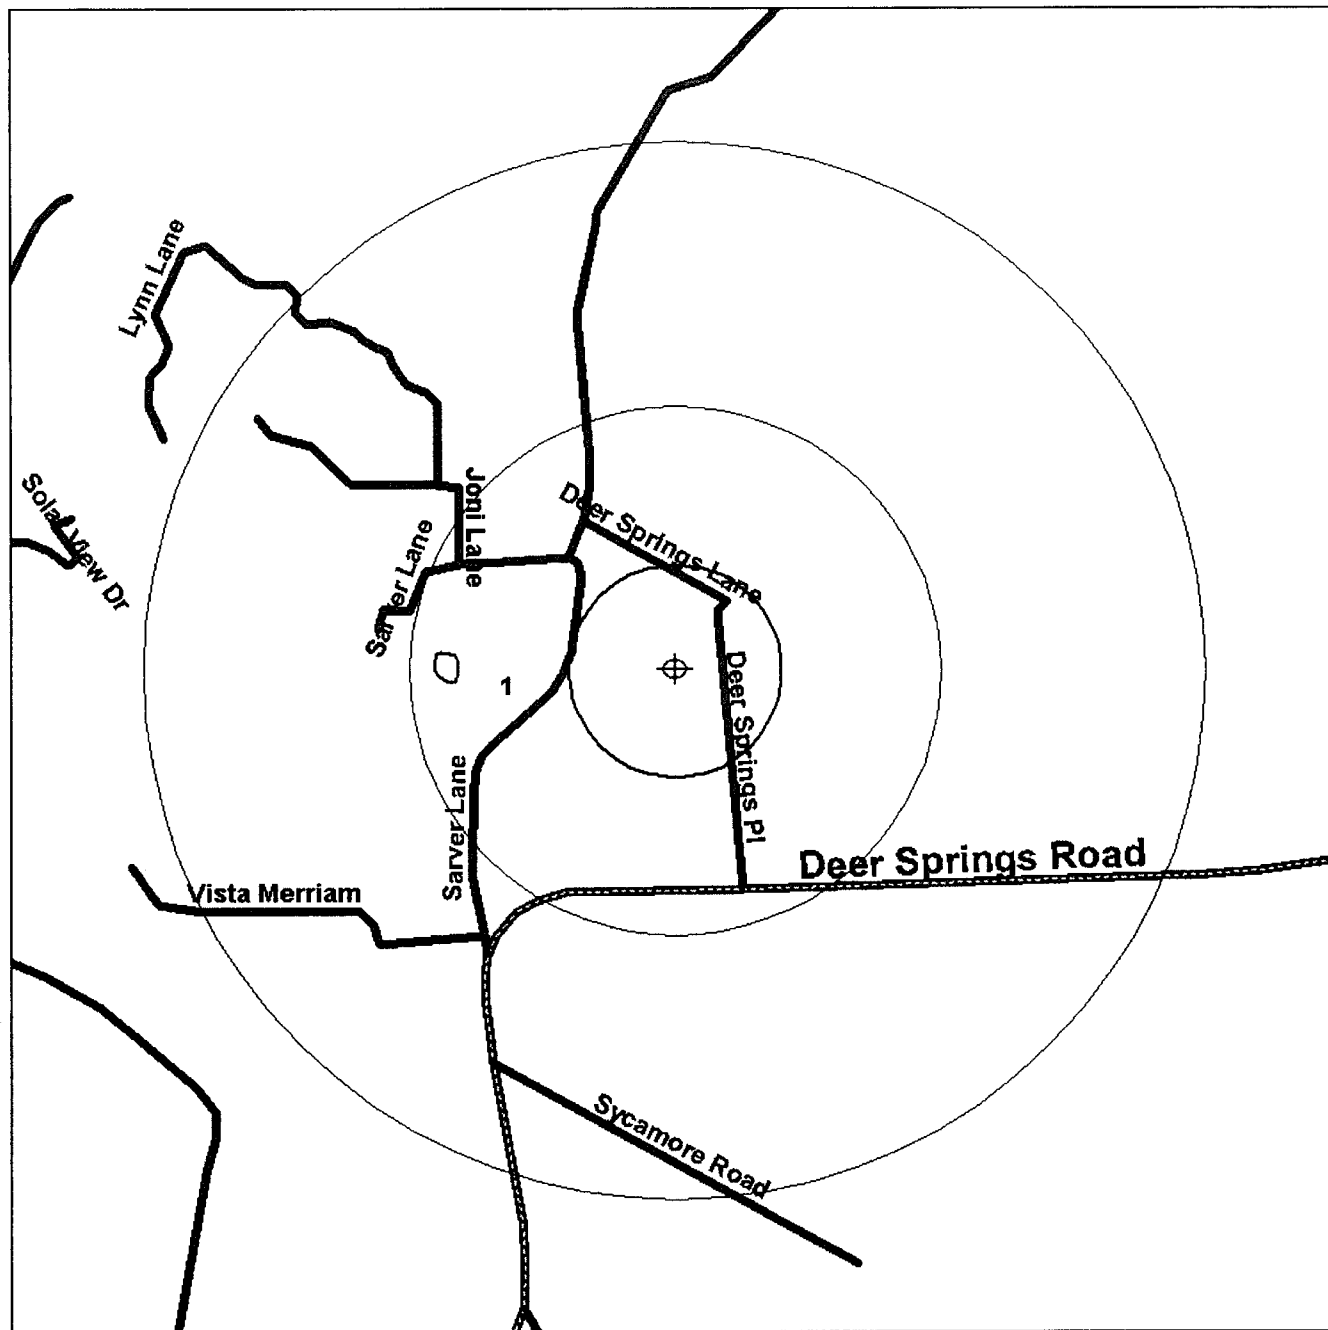 Lynn Lane
Joni Lane
Deer Springs Lane
Solar View Dr
Sarver Lane
Deer Springs Pl
1
Sarver Lane
Deer Springs Road
Vista Merriam
Sycamore Road